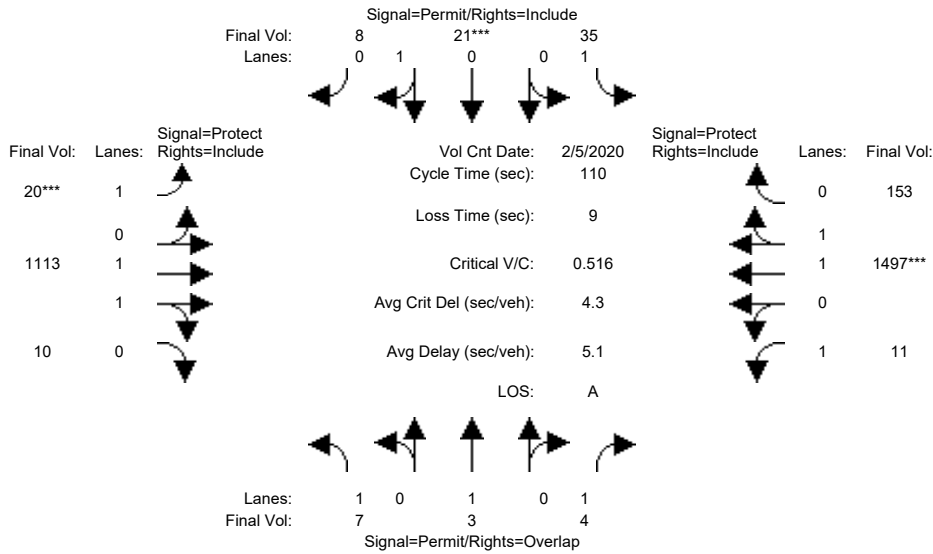 Signal=Permit/Rights=Include
Final Vol: 8 21*** 35
Lanes: 0 1 0 0 1
Signal=Protect Signal=Protect
Final Vol: Lanes: Rights=Include Vol Cnt Date: 2/5/2020 Rights=Include Lanes: Final Vol:
Cycle Time (sec): 110
20*** 1 0 153
Loss Time (sec): 9
0 1
1113 1 Critical V/C: 0.516 1 1497***
1 Avg Crit Del (sec/veh): 4.3 0
10 0 Avg Delay (sec/veh): 5.1 1 11
LOS: A
Lanes: 1 0 1 0 1
Final Vol: 7 3 4
Signal=Permit/Rights=Overlap